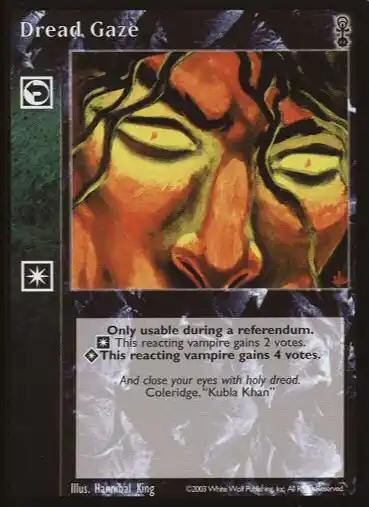 Dread Gaze
Only usable during a referendum.
This reacting vampire gains 2 votes.
This reacting vampire gains 4 votes.
And close your eyes with holy dread.
Coleridge, "Kubla Khan"
Illus. Hannibal King ©2003 White Wolf Publishing, Inc. All Rights Reserved.